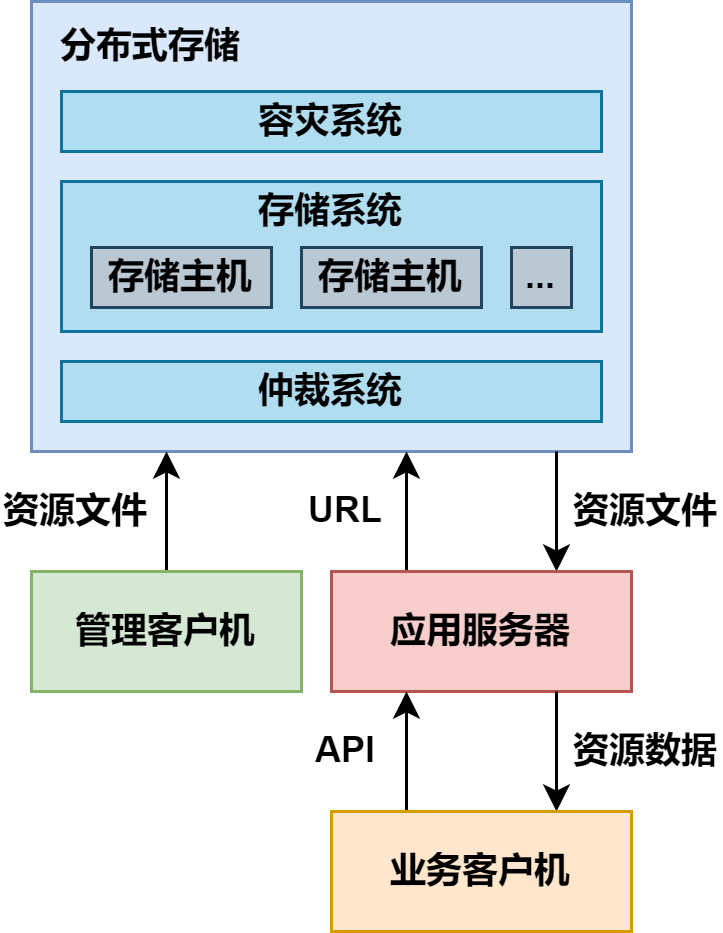 分布式存储
容灾系统
存储系统
存储主机 存储主机 ...
仲裁系统
资源文件 URL 资源文件
管理客户机 应用服务器
API 资源数据
业务客户机